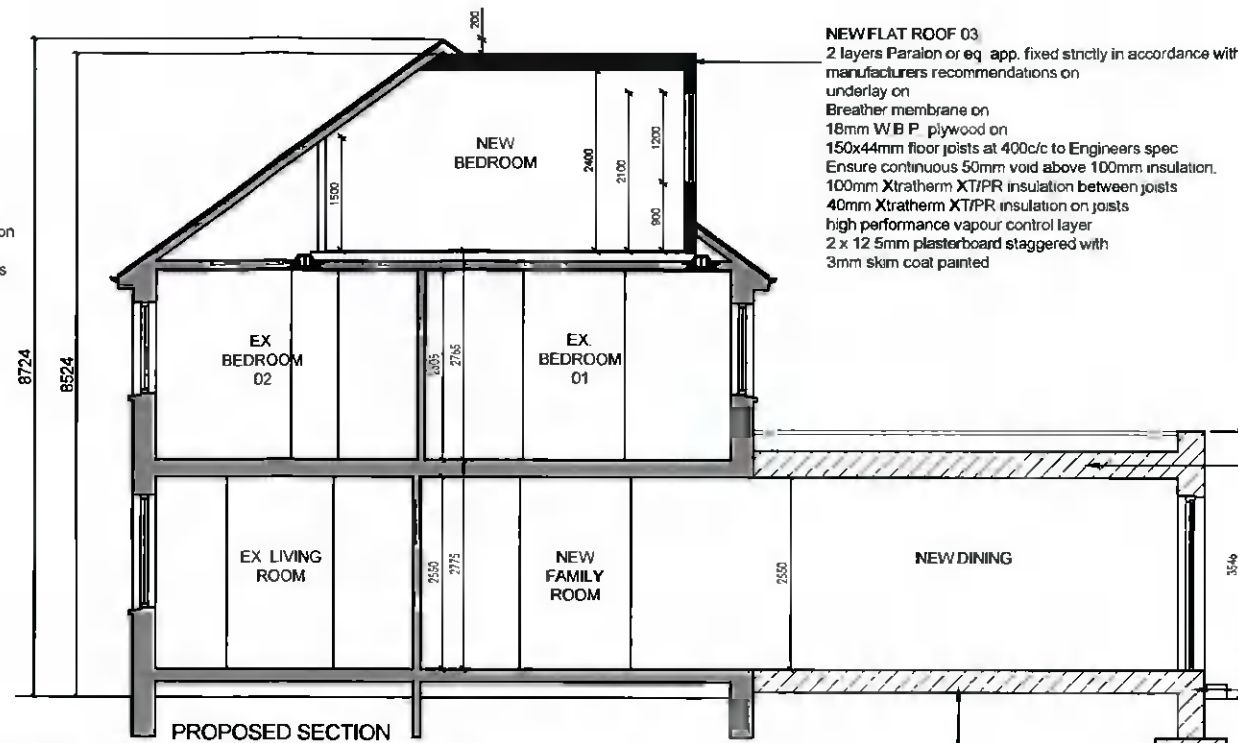 200
NEW FLAT ROOF 03
2 layers Paralon or eq app. fixed strictly in accordance with
manufacturers recommendations on
underlay on
Breather membrane on
18mm W B P plywood on
150x44mm floor joists at 400c/c to Engineers spec
Ensure continuous 50mm void above 100mm insulation.
100mm Xtratherm XT/PR insulation between joists
40mm Xtratherm XT/PR insulation on joists
high performance vapour control layer
2 x 12 5mm plasterboard staggered with
3mm skim coat painted
on
s
NEW
BEDROOM
1500
2400
2100
1200
900
8724
8524
EX
BEDROOM
02
2765
EX.
BEDROOM
01
EX LIVING
ROOM
2550
2775
NEW
FAMILY
ROOM
2550
NEW DINING
3546
PROPOSED SECTION